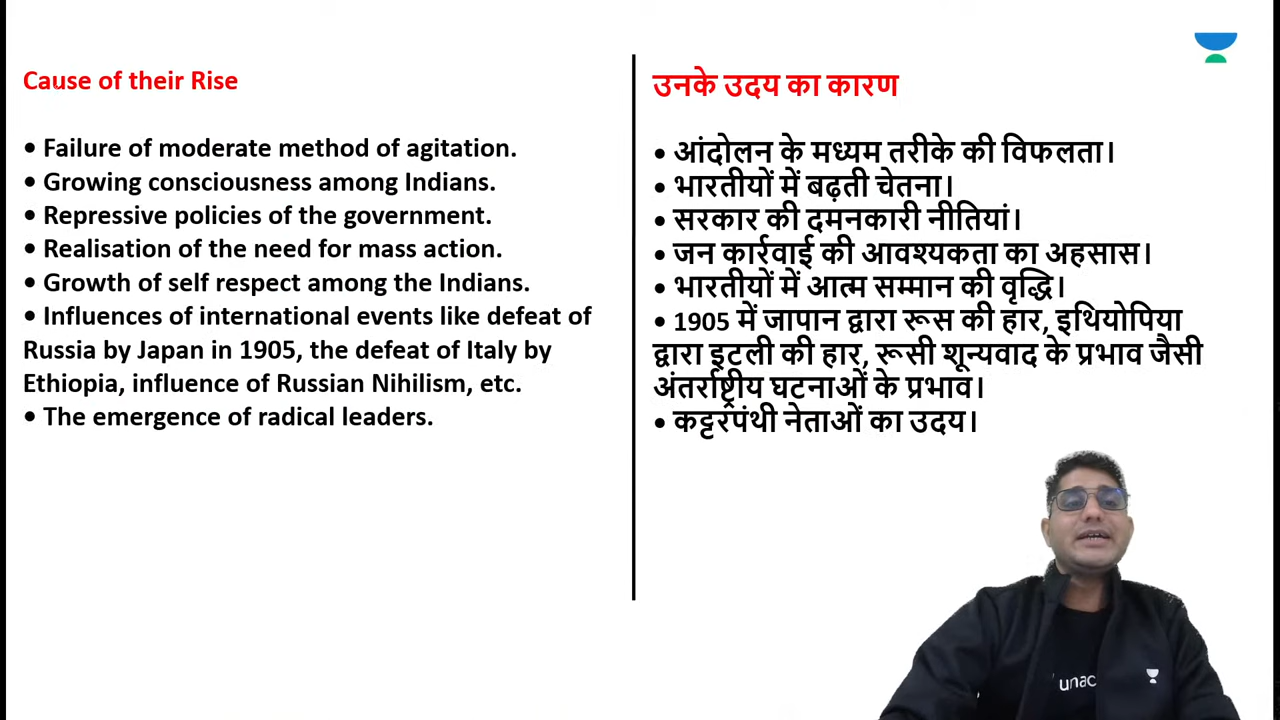 Cause of their Rise
• Failure of moderate method of agitation.
• Growing consciousness among Indians.
• Repressive policies of the government.
• Realisation of the need for mass action.
• Growth of self respect among the Indians.
• Influences of international events like defeat of
Russia by Japan in 1905, the defeat of Italy by
Ethiopia, influence of Russian Nihilism, etc.
• The emergence of radical leaders.
उनके उदय का कारण
• आंदोलन के मध्यम तरीके की विफलता।
• भारतीयों में बढ़ती चेतना।
• सरकार की दमनकारी नीतियां।
• जन कार्रवाई की आवश्यकता का अहसास।
• भारतीयों में आत्म सम्मान की वृद्धि।
• 1905 में जापान द्वारा रूस की हार, इथियोपिया
द्वारा इटली की हार, रूसी शून्यवाद के प्रभाव जैसी
अंतर्राष्ट्रीय घटनाओं के प्रभाव।
• कट्टरपंथी नेताओं का उदय।
unac